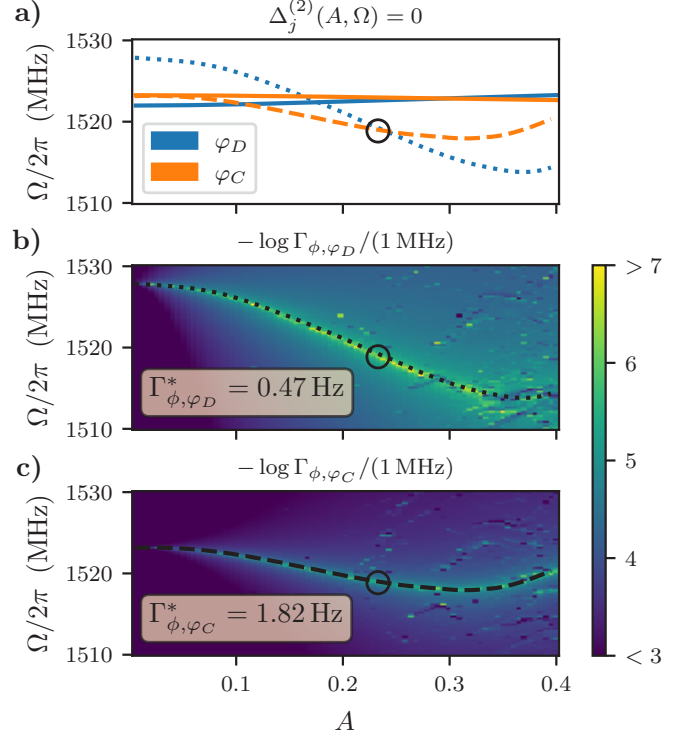 a) Δ_j^{(2)}(A, Ω) = 0
1530
1520
1510
Ω/2π (MHz)
φ_D
φ_C
b) − log Γ_{ϕ,φ_D}/(1 MHz)
1530
1520
1510
Ω/2π (MHz)
Γ*_{ϕ,φ_D} = 0.47 Hz
c) − log Γ_{ϕ,φ_C}/(1 MHz)
1530
1520
1510
Ω/2π (MHz)
Γ*_{ϕ,φ_C} = 1.82 Hz
0.1 0.2 0.3 0.4
A
> 7
6
5
4
< 3